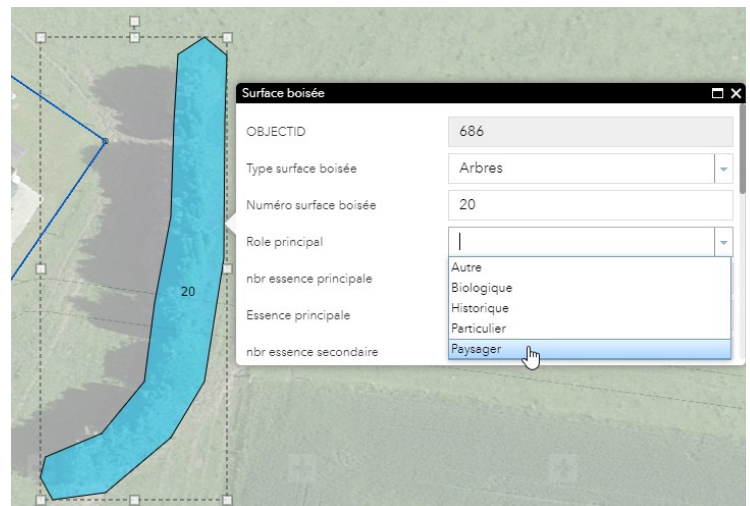 Surface boisée
OBJECTID 686
Type surface boisée Arbres
Numéro surface boisée 20
Role principal
Autre
nbr essence principale Biologique
Historique
Essence principale Particulier
nbr essence secondaire Paysager
20